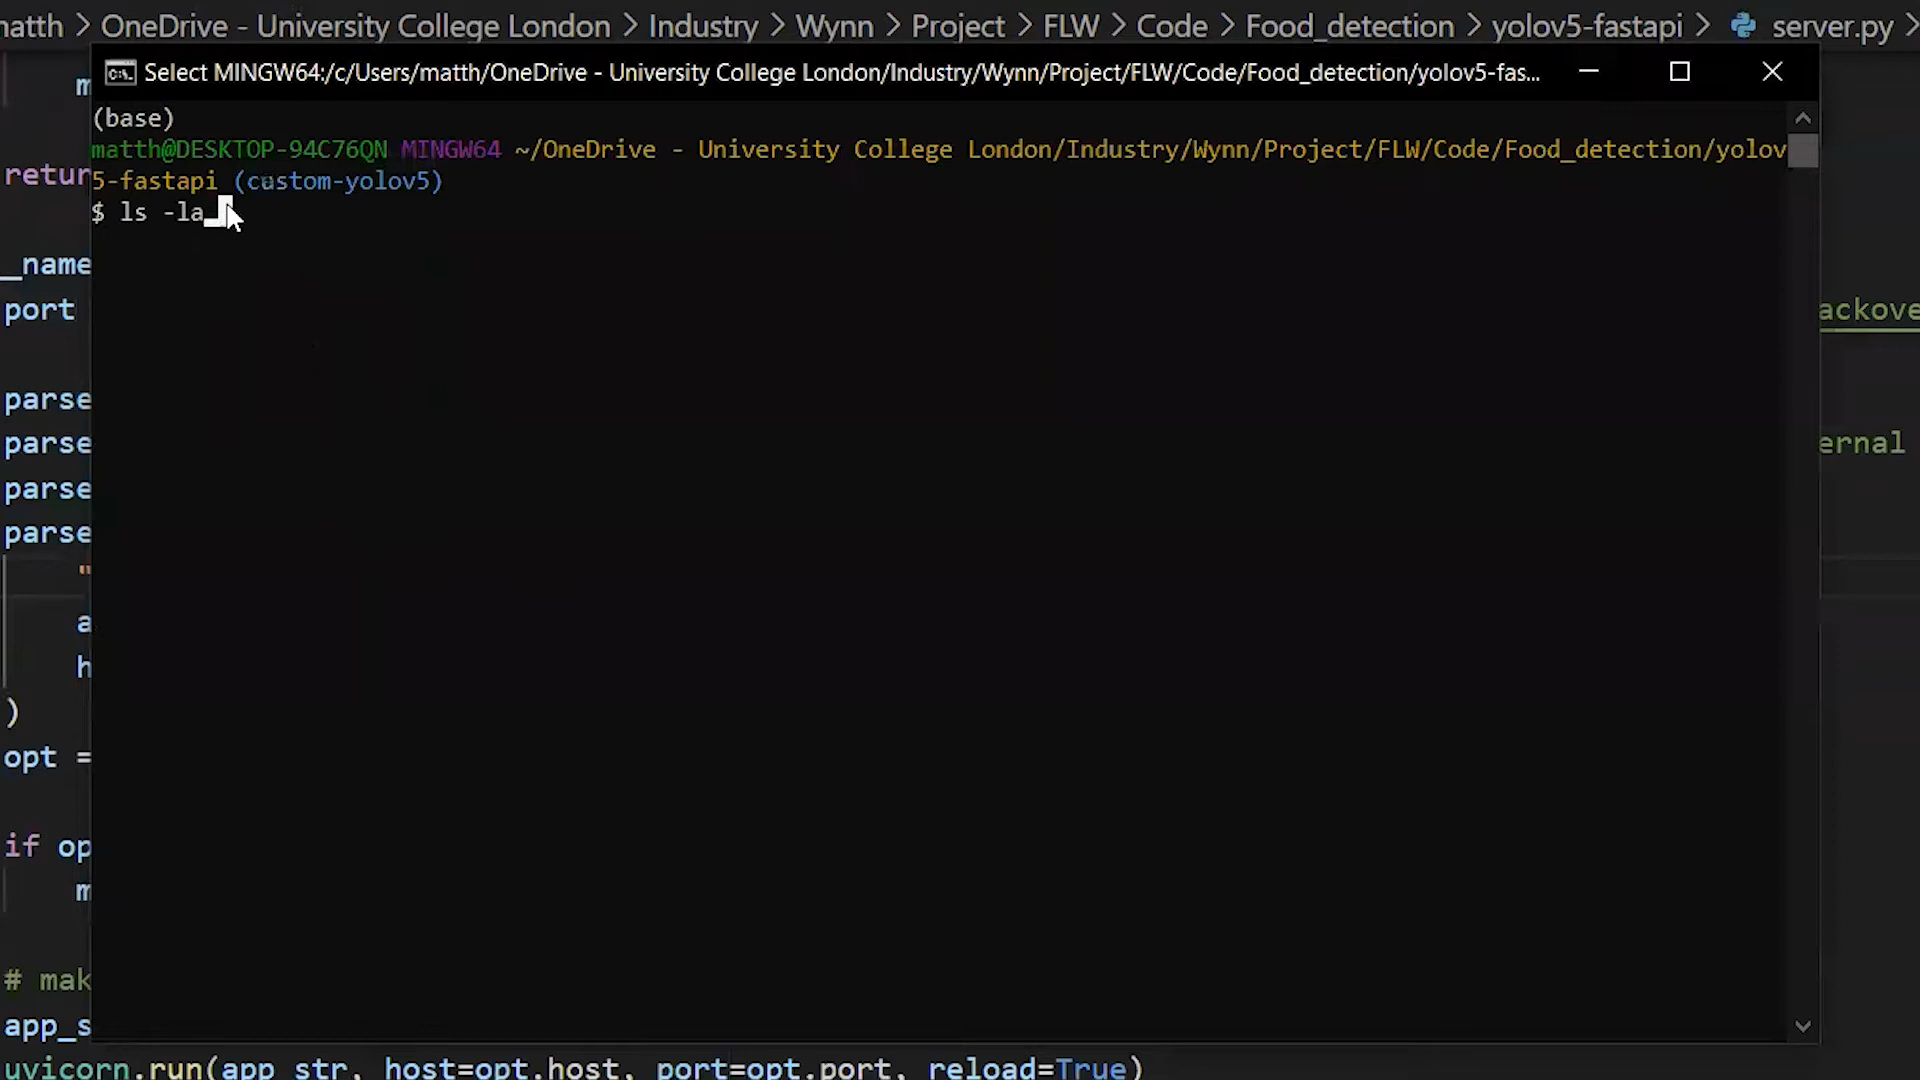 natth > OneDrive - University College London > Industry > Wynn > Project > FLW > Code > Food_detection > yolov5-fastapi > server.py >
Select MINGW64:/c/Users/matth/OneDrive - University College London/Industry/Wynn/Project/FLW/Code/Food_detection/yolov5-fas...
m
(base)
matth@DESKTOP-94C76QN MINGW64 ~/OneDrive - University College London/Industry/Wynn/Project/FLW/Code/Food_detection/yolov
retur
5-fastapi (custom-yolov5)
$ ls -la
_name
port
ackove
parse
parse
ernal
parse
parse
"
a
h
)
opt =
if op
m
# mak
app_s
uvicorn.run(app_str, host=opt.host, port=opt.port, reload=True)